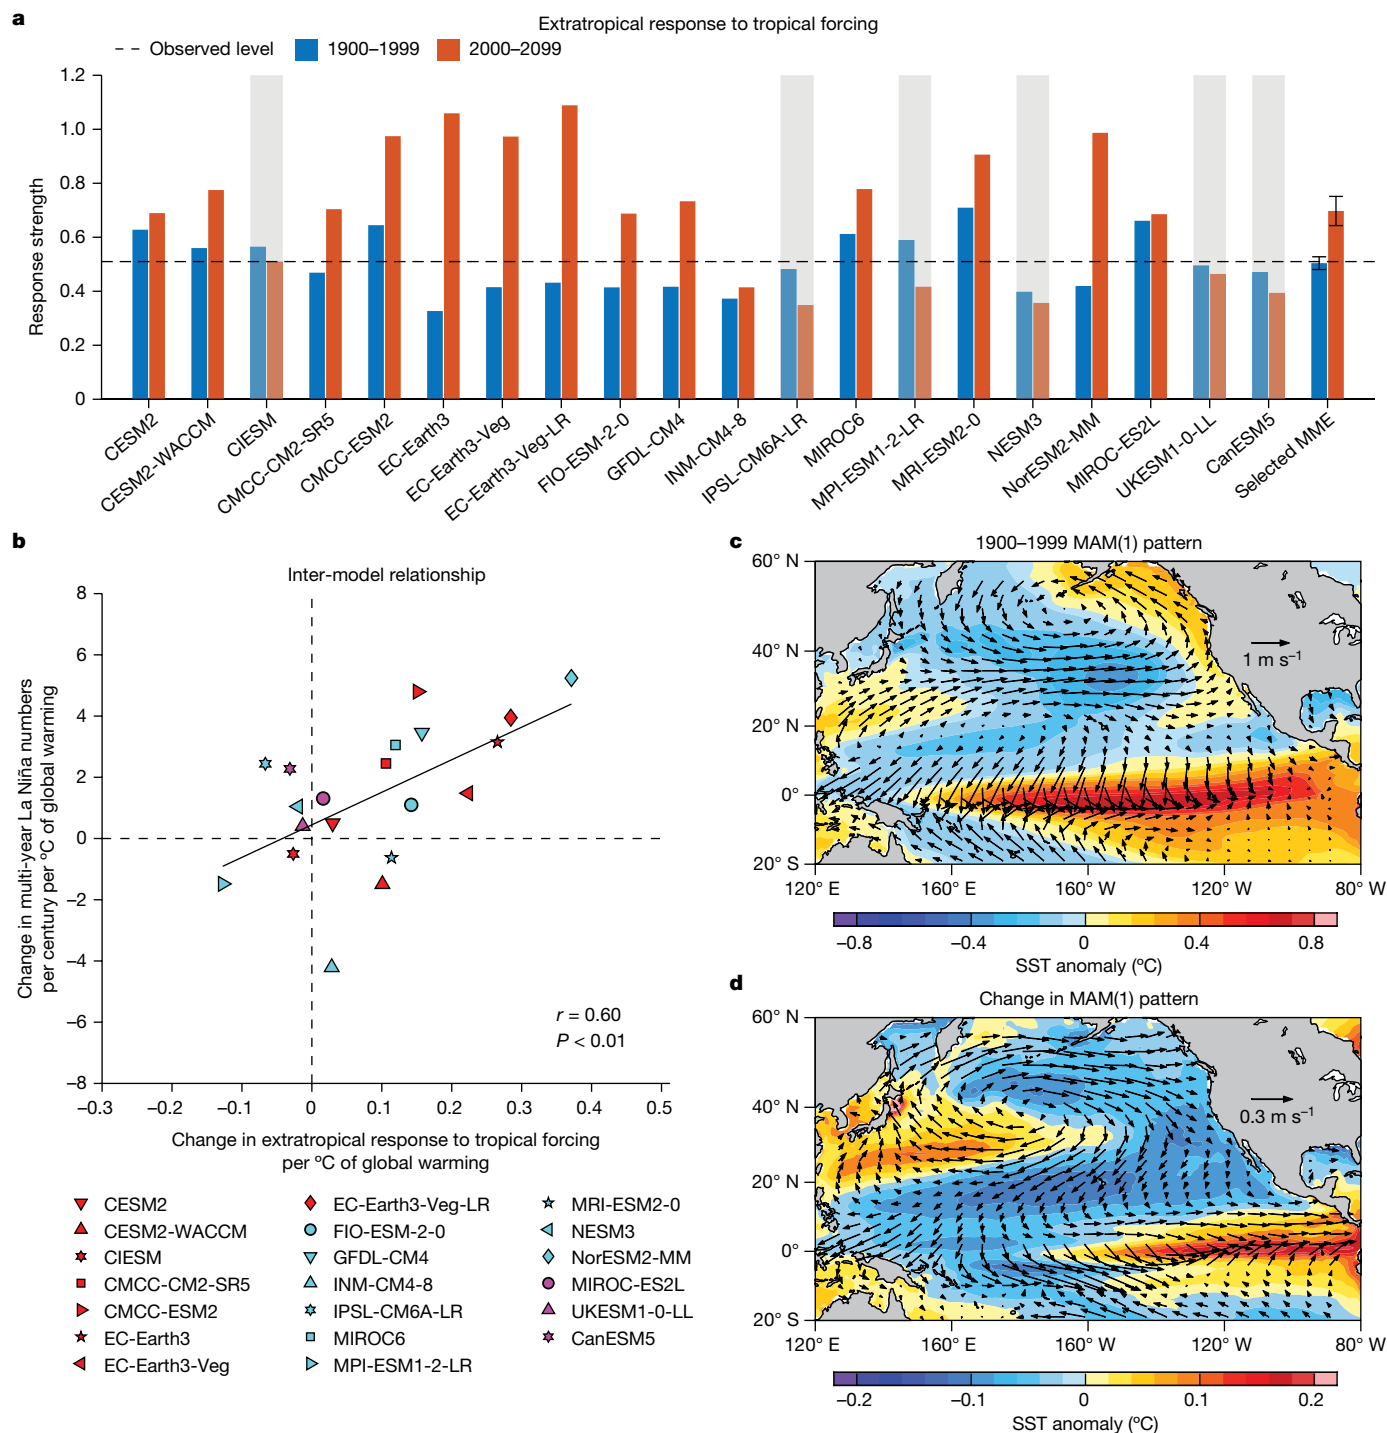 a
Extratropical response to tropical forcing
Observed level 1900–1999 2000–2099
1.2
1.0
0.8
0.6
0.4
0.2
0
Response strength
CESM2
CESM2-WACCM
CIESM
CMCC-CM2-SR5
CMCC-ESM2
EC-Earth3
EC-Earth3-Veg
EC-Earth3-Veg-LR
FIO-ESM-2-0
GFDL-CM4
INM-CM4-8
IPSL-CM6A-LR
MIROC6
MPI-ESM1-2-LR
MRI-ESM2-0
NESM3
NorESM2-MM
MIROC-ES2L
UKESM1-0-LL
CanESM5
Selected MME
b
Inter-model relationship
8
6
4
2
0
−2
−4
−6
−8
Change in multi-year La Niña numbers
per century per °C of global warming
r = 0.60
P < 0.01
−0.3 −0.2 −0.1 0 0.1 0.2 0.3 0.4 0.5
Change in extratropical response to tropical forcing
per °C of global warming
CESM2
CESM2-WACCM
CIESM
CMCC-CM2-SR5
CMCC-ESM2
EC-Earth3
EC-Earth3-Veg
EC-Earth3-Veg-LR
FIO-ESM-2-0
GFDL-CM4
INM-CM4-8
IPSL-CM6A-LR
MIROC6
MPI-ESM1-2-LR
MRI-ESM2-0
NESM3
NorESM2-MM
MIROC-ES2L
UKESM1-0-LL
CanESM5
c
1900–1999 MAM(1) pattern
60° N
40° N
20° N
0°
20° S
1 m s−1
120° E 160° E 160° W 120° W 80° W
−0.8 −0.4 0 0.4 0.8
SST anomaly (°C)
d
Change in MAM(1) pattern
60° N
40° N
20° N
0°
20° S
0.3 m s−1
120° E 160° E 160° W 120° W 80° W
−0.2 −0.1 0 0.1 0.2
SST anomaly (°C)